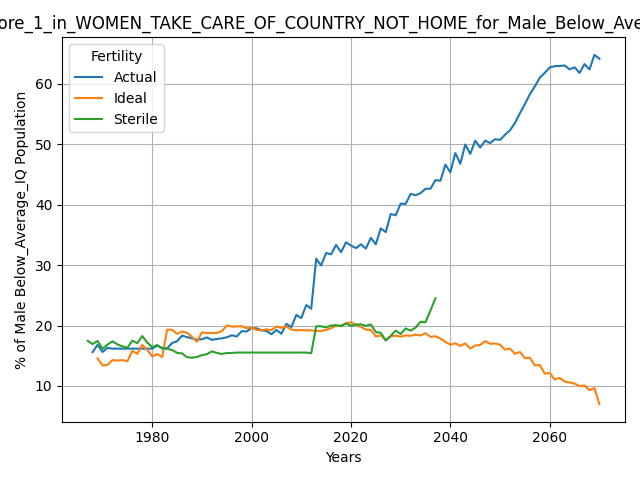 ore_1_in_WOMEN_TAKE_CARE_OF_COUNTRY_NOT_HOME_for_Male_Below_Ave
Fertility
Actual
Ideal
Sterile
% of Male Below_Average_IQ Population
60
50
40
30
20
10
1980 2000 2020 2040 2060
Years